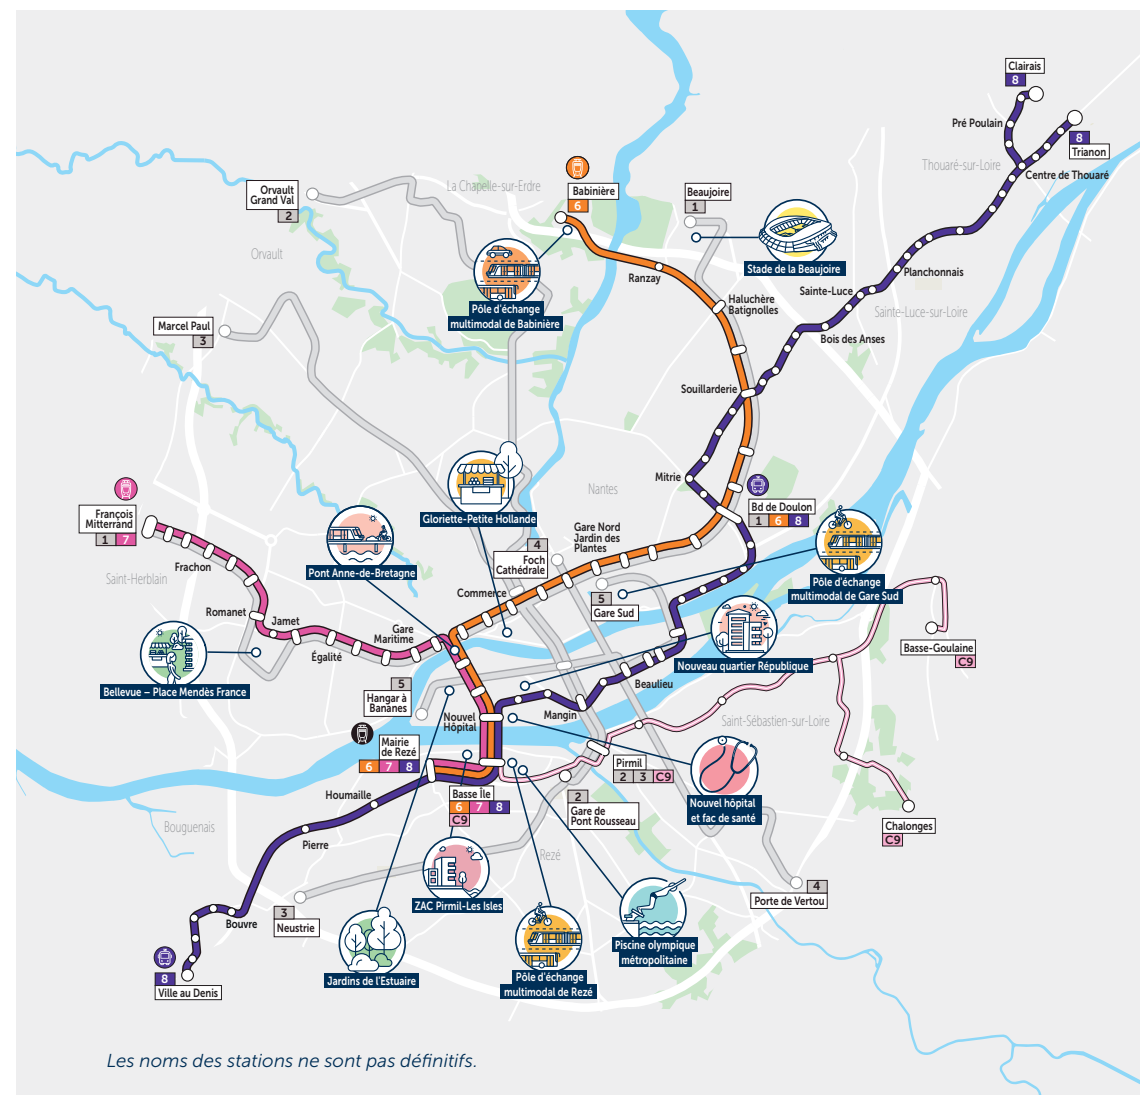 Clairais
8
Pré Poulain
8
Trianon
Thouaré-sur-Loire
Centre de Thouaré
La Chapelle-sur-Erdre
Babinière
6
Beaujoire
1
Orvault
Grand Val
2
Orvault
Stade de la Beaujoire
Ranzay
Planchonnais
Sainte-Luce
Haluchère
Batignolles
Sainte-Luce-sur-Loire
Pôle d'échange
multimodal de Babinière
Marcel Paul
3
Bois des Anses
Souillarderie
Mitrie
Nantes
Bd de Doulon
1 6 8
François
Mitterrand
1 7
Gloriette-Petite Hollande
Gare Nord
Jardin des
Plantes
4
Foch
Cathédrale
Frachon
Pont Anne-de-Bretagne
Saint-Herblain
Pôle d'échange
multimodal de Gare Sud
Commerce
5
Gare Sud
Romanet
Jamet
Gare
Maritime
Égalité
Basse-Goulaine
C9
Nouveau quartier République
Bellevue – Place Mendès France
5
Hangar à
Bananes
Beaulieu
Nouvel
Hôpital
Mangin
Saint-Sébastien-sur-Loire
Mairie
de Rezé
6 7 8
Pirmil
2 3 C9
Houmaille
Basse Île
6 7 8
C9
2
Gare de
Pont Rousseau
Nouvel hôpital
et fac de santé
Chalonges
C9
Bouguenais
Pierre
Rezé
4
Porte de Vertou
ZAC Pirmil-Les Isles
Bouvre
3
Neustrie
Piscine olympique
métropolitaine
Jardins de l'Estuaire
Pôle d'échange
multimodal de Rezé
8
Ville au Denis
Les noms des stations ne sont pas définitifs.